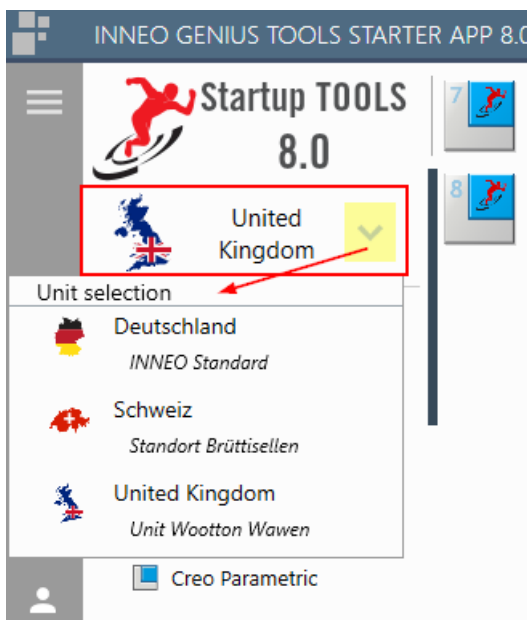 INNEO GENIUS TOOLS STARTER APP 8.0
Startup TOOLS
8.0
7
8
United
Kingdom
Unit selection
Deutschland
INNEO Standard
Schweiz
Standort Brüttisellen
United Kingdom
Unit Wootton Wawen
Creo Parametric